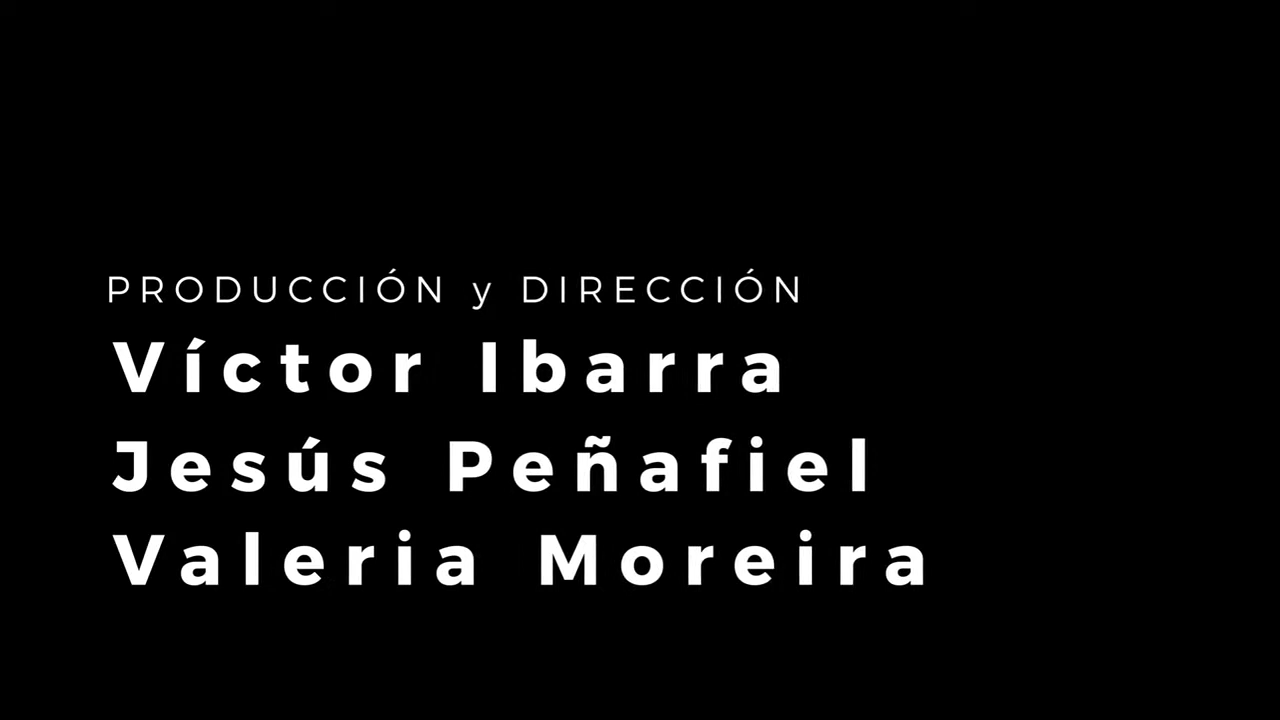 PRODUCCIÓN y DIRECCIÓN
Víctor Ibarra
Jesús Peñafiel
Valeria Moreira